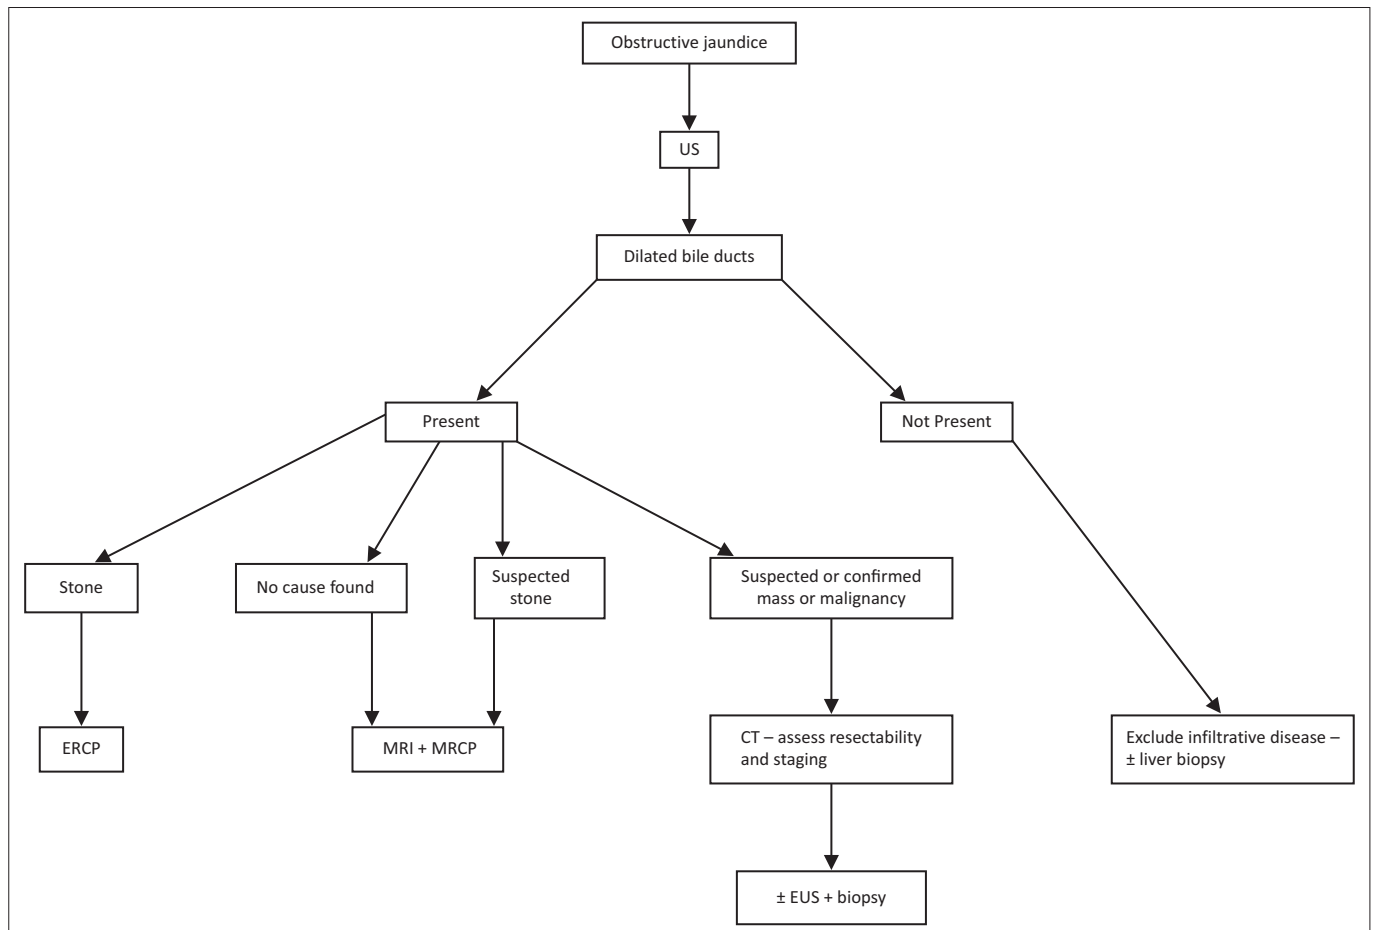 Obstructive jaundice
US
Dilated bile ducts
Present
Not Present
Stone
No cause found
Suspected
stone
Suspected or confirmed
mass or malignancy
ERCP
MRI + MRCP
CT – assess resectability
and staging
Exclude infiltrative disease –
± liver biopsy
± EUS + biopsy